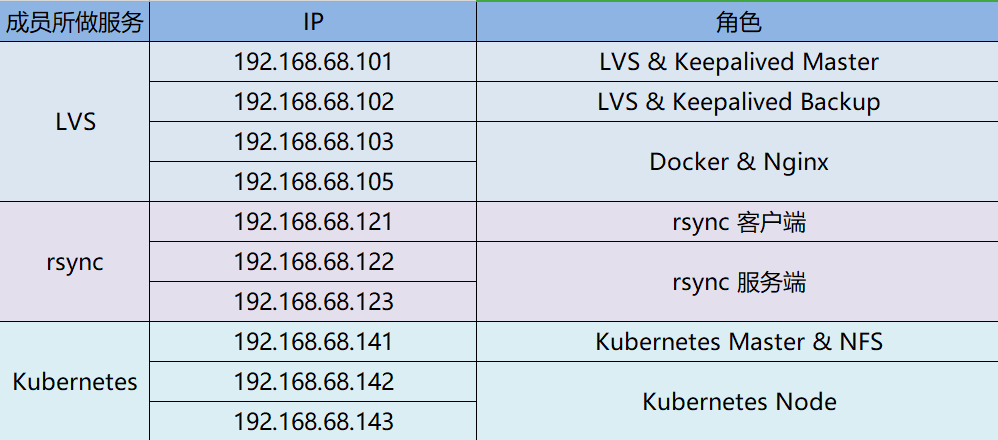 成员所做服务 IP 角色
LVS 192.168.68.101 LVS & Keepalived Master
192.168.68.102 LVS & Keepalived Backup
192.168.68.103 Docker & Nginx
192.168.68.105
rsync 192.168.68.121 rsync 客户端
192.168.68.122 rsync 服务端
192.168.68.123
Kubernetes 192.168.68.141 Kubernetes Master & NFS
192.168.68.142 Kubernetes Node
192.168.68.143